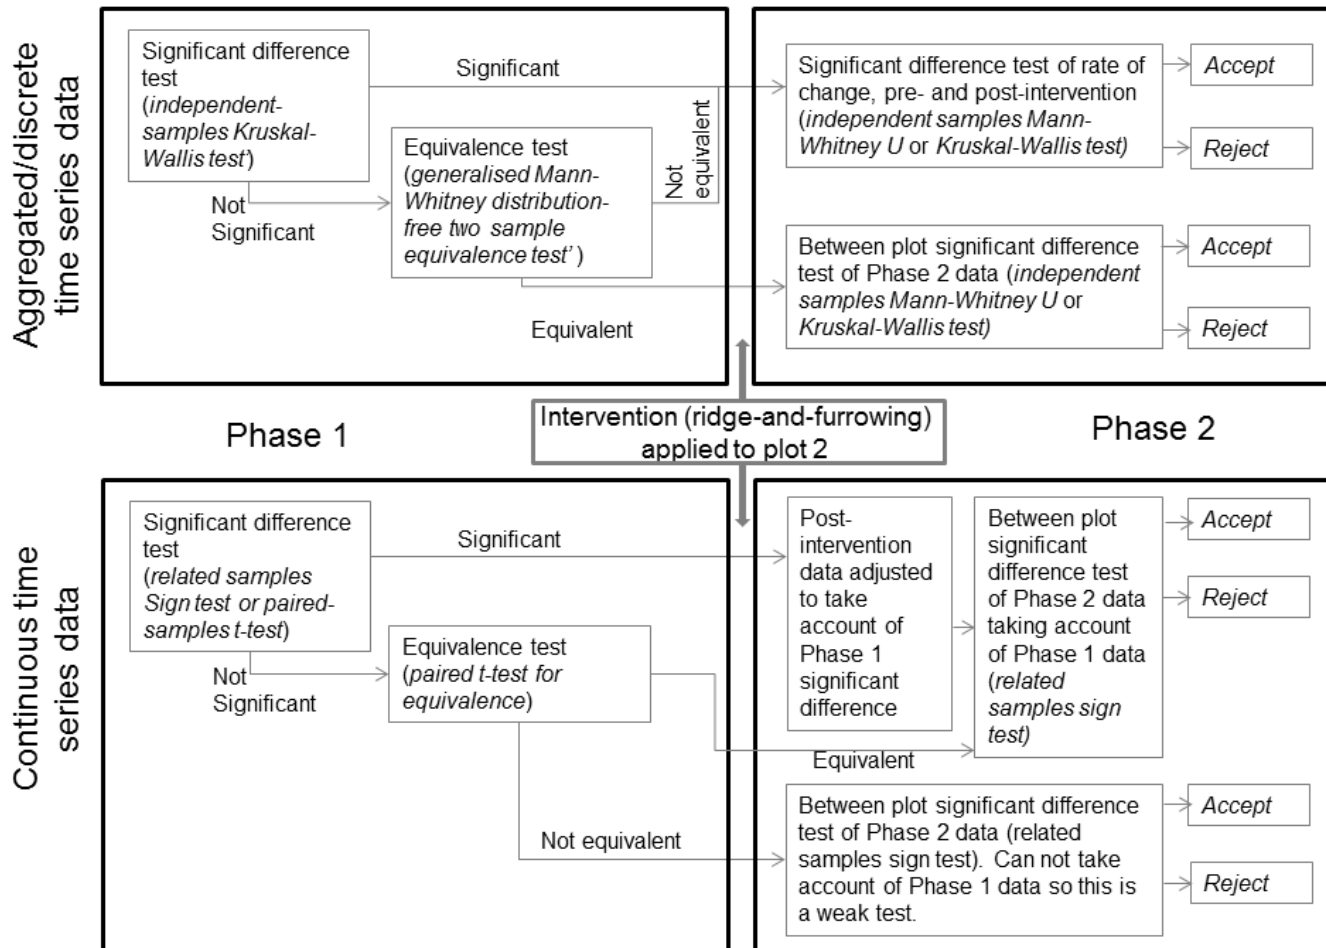 Aggregated/discrete
time series data
Significant difference
test
(independent-
samples Kruskal-
Wallis test')
Significant
Not
Significant
Equivalence test
(generalised Mann-
Whitney distribution-
free two sample
equivalence test’ )
Not
equivalent
Equivalent
Significant difference test of rate of
change, pre- and post-intervention
(independent samples Mann-
Whitney U or Kruskal-Wallis test)
Accept
Reject
Between plot significant difference
test of Phase 2 data (independent
samples Mann-Whitney U or
Kruskal-Wallis test)
Accept
Reject
Phase 1
Intervention (ridge-and-furrowing)
applied to plot 2
Phase 2
Continuous time
series data
Significant difference
test
(related samples
Sign test or paired-
samples t-test)
Significant
Not
Significant
Equivalence test
(paired t-test for
equivalence)
Equivalent
Not equivalent
Post-
intervention
data adjusted
to take
account of
Phase 1
significant
difference
Between plot
significant
difference test
of Phase 2 data
taking account
of Phase 1 data
(related
samples sign
test)
Accept
Reject
Between plot significant difference
test of Phase 2 data (related
samples sign test). Can not take
account of Phase 1 data so this is
a weak test.
Accept
Reject